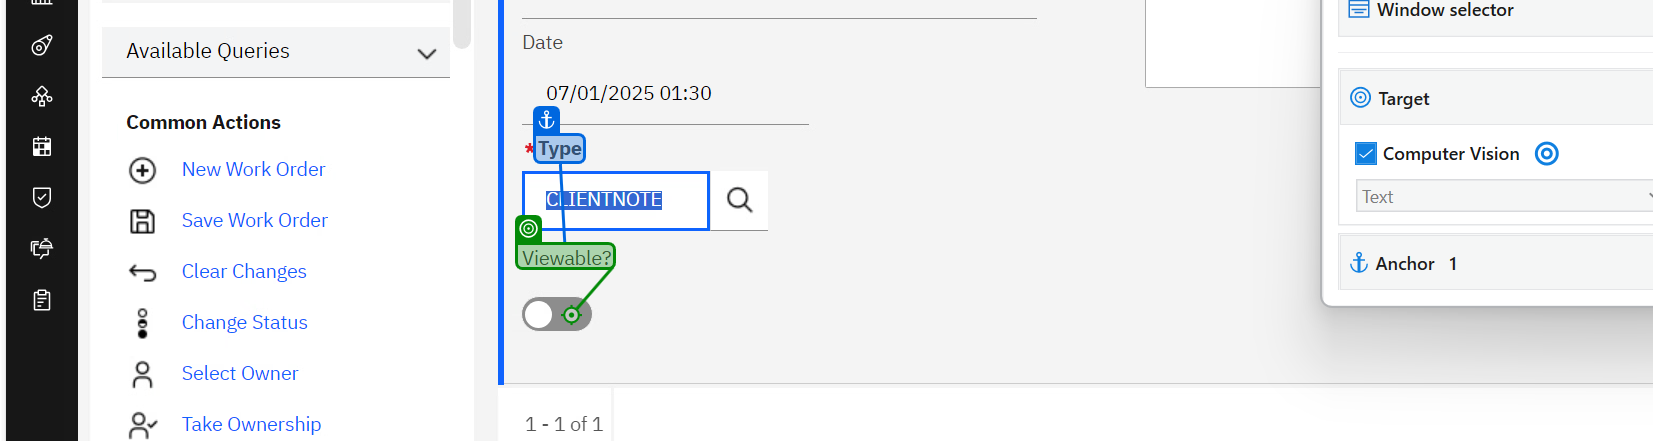 Available Queries
Common Actions
New Work Order
Save Work Order
Clear Changes
Change Status
Select Owner
Take Ownership
Date
07/01/2025 01:30
* Type
CLIENTNOTE
Viewable?
1 - 1 of 1
Window selector
Target
Computer Vision
Text
Anchor 1